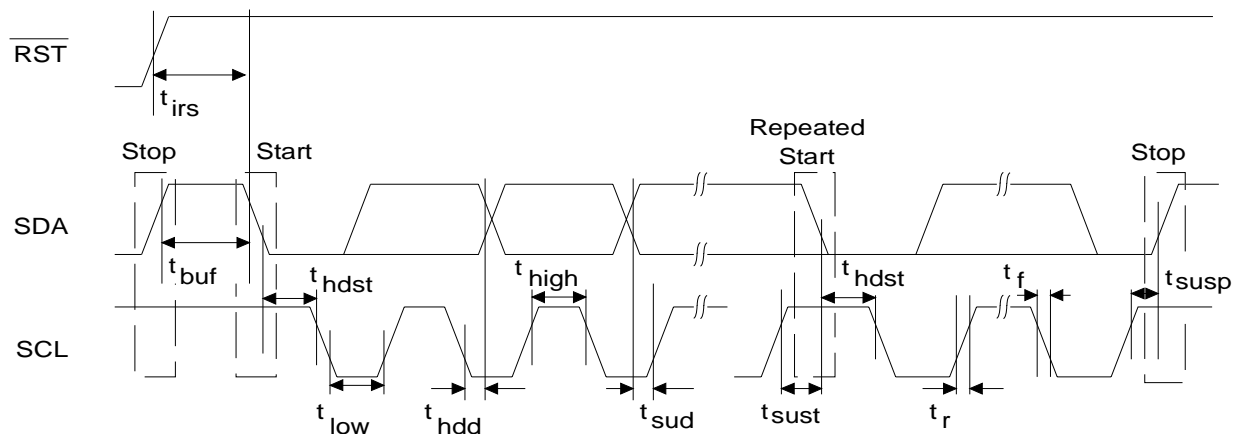 RST
t irs
Repeated
Stop
Start
Start
Stop
SDA
t buf
t hdst
t high
t hdst
t f
t susp
SCL
t low
t hdd
t sud
t sust
t r